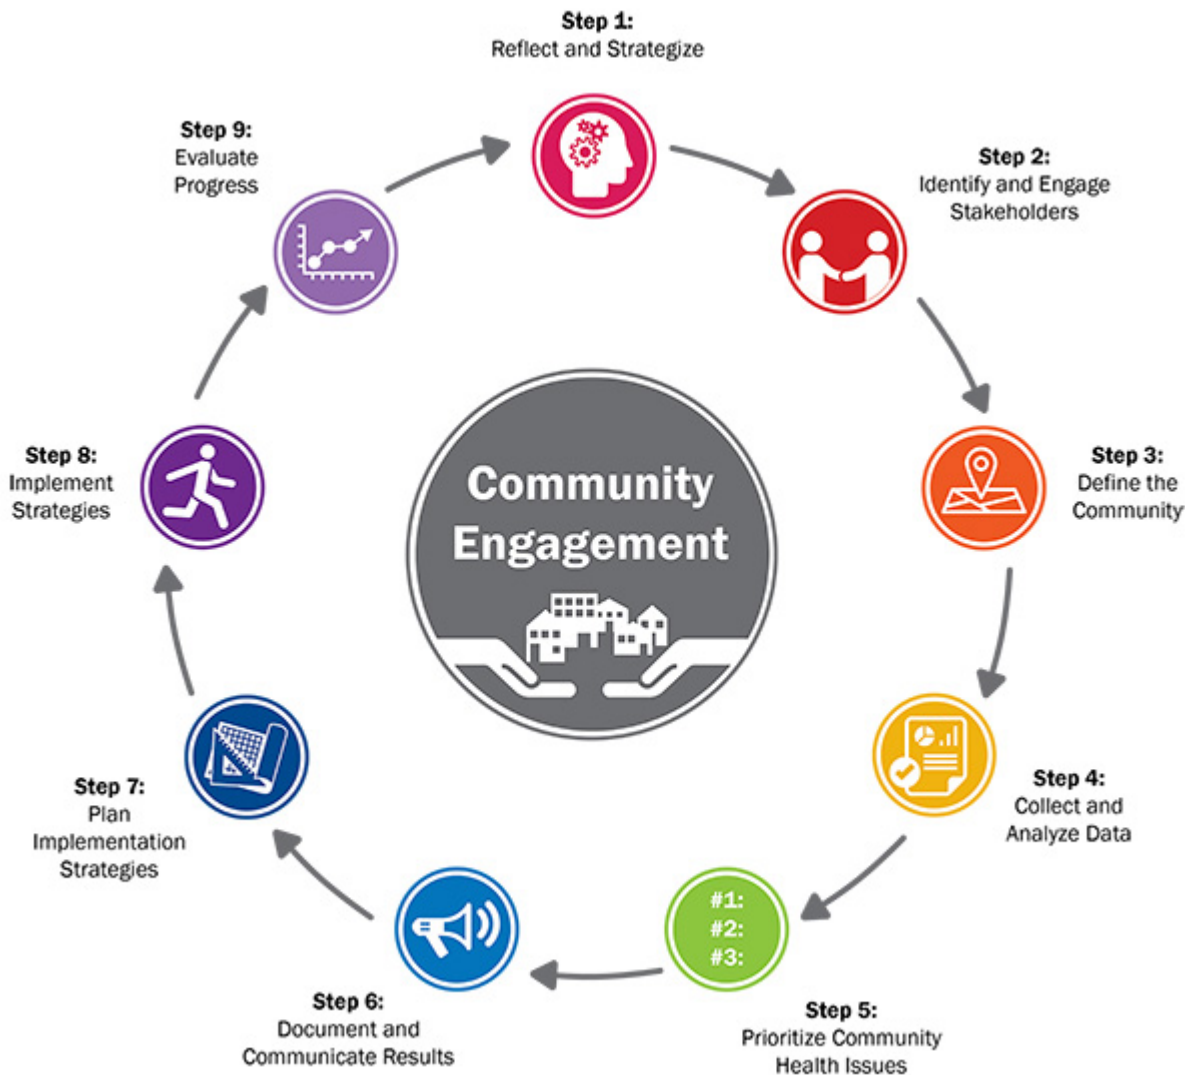 Step 1:
Reflect and Strategize
Step 2:
Identify and Engage
Stakeholders
Step 3:
Define the
Community
Step 4:
Collect and
Analyze Data
#1:
#2:
#3:
Step 5:
Prioritize Community
Health Issues
Step 6:
Document and
Communicate Results
Step 7:
Plan
Implementation
Strategies
Step 8:
Implement
Strategies
Step 9:
Evaluate
Progress
Community
Engagement